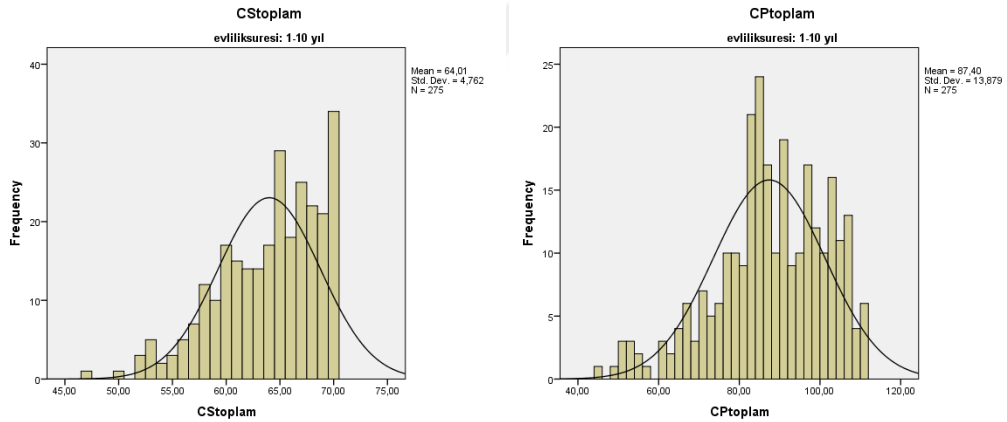 CStoplam
evliliksuresi: 1-10 yıl
Mean = 64,01
Std. Dev. = 4,762
N = 275
40
30
20
10
0
Frequency
45,00 50,00 55,00 60,00 65,00 70,00 75,00
CStoplam
CPtoplam
evliliksuresi: 1-10 yıl
Mean = 87,40
Std. Dev. = 13,879
N = 275
25
20
15
10
5
0
Frequency
40,00 60,00 80,00 100,00 120,00
CPtoplam